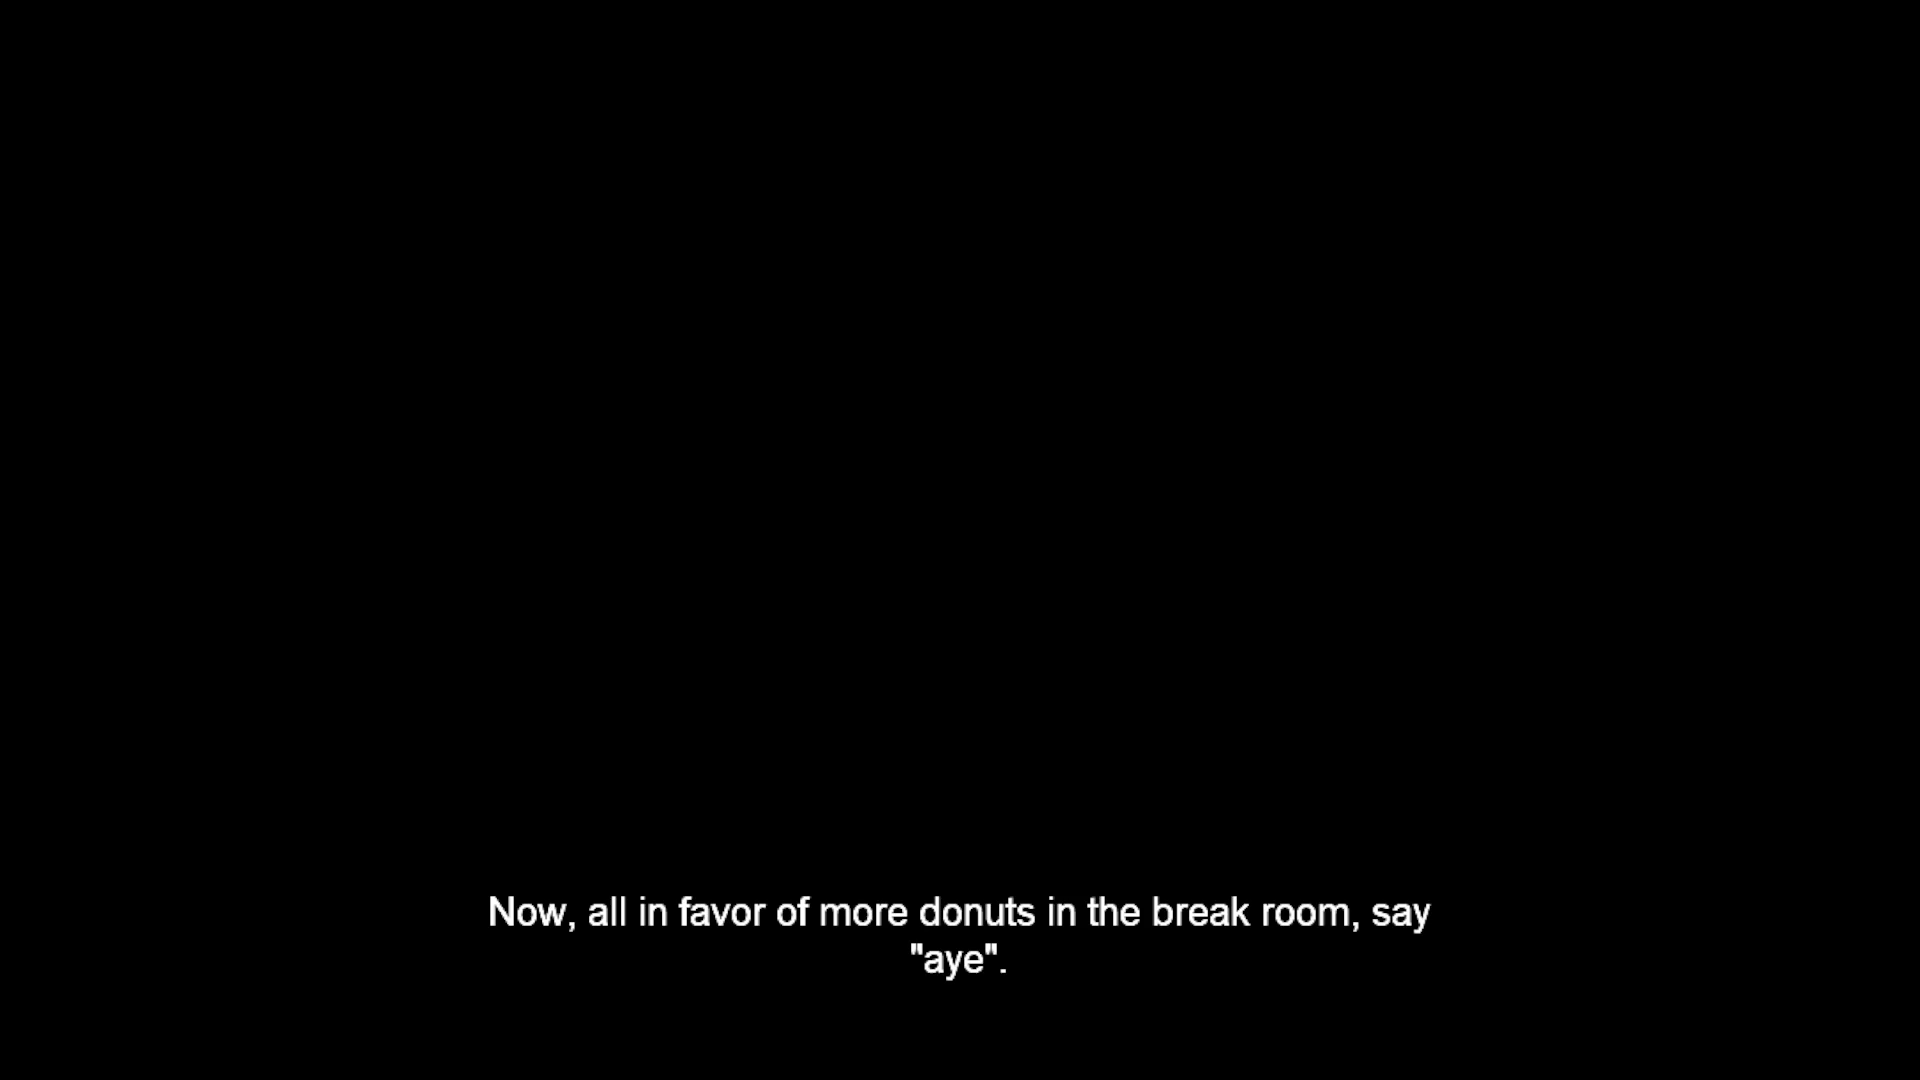 Now, all in favor of more donuts in the break room, say
"aye".